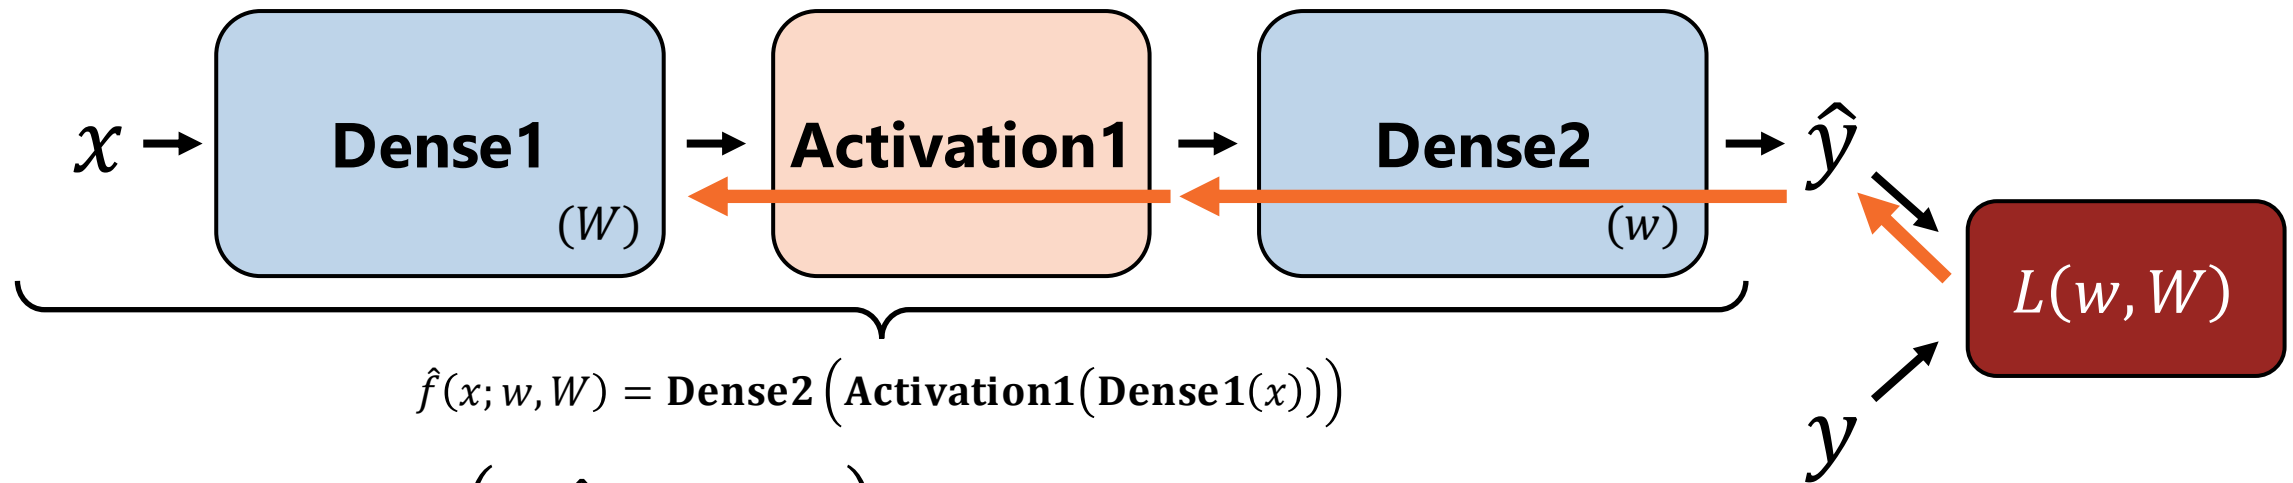 x Dense1 Activation1 Dense2 ŷ
(W) (w)
L(w, W)
f̂(x; w, W) = Dense2(Activation1(Dense1(x)))
y